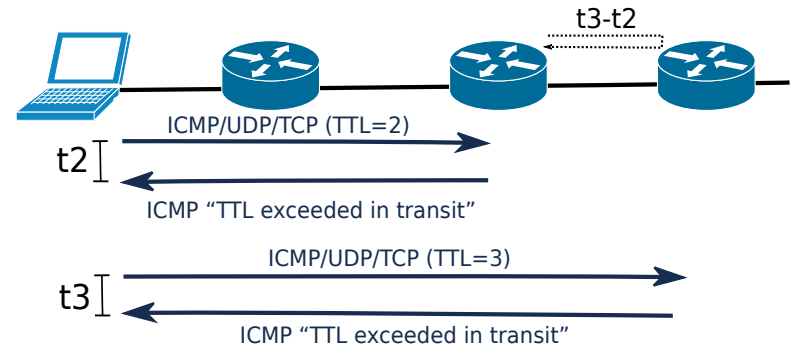 t3-t2
ICMP/UDP/TCP (TTL=2)
t2
ICMP “TTL exceeded in transit”
ICMP/UDP/TCP (TTL=3)
t3
ICMP “TTL exceeded in transit”